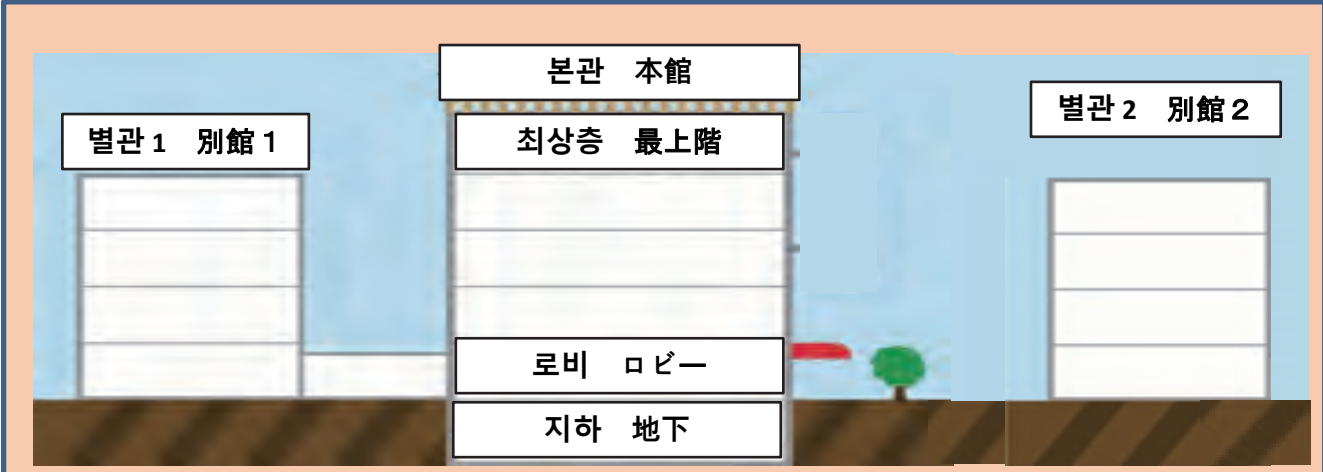 본관 本館
별관 1 別館１
최상층 最上階
별관 2 別館２
로비 ロビー
지하 地下